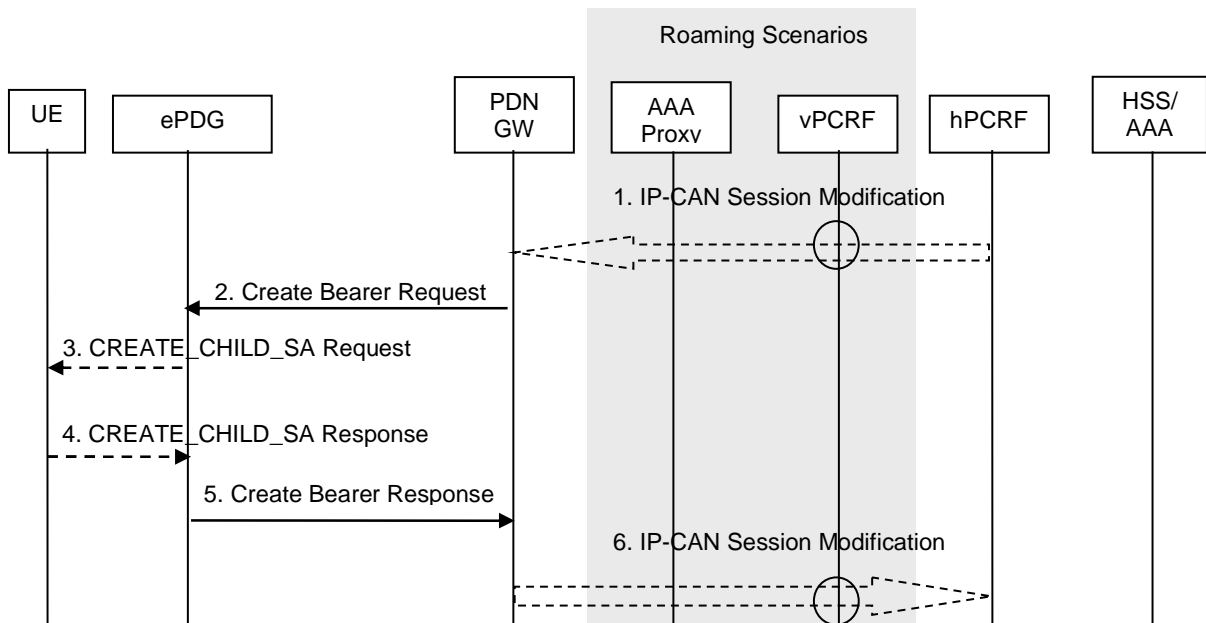 Roaming Scenarios
UE
ePDG
PDN
GW
AAA
Proxy
vPCRF
hPCRF
HSS/
AAA
1. IP-CAN Session Modification
2. Create Bearer Request
3. CREATE_CHILD_SA Request
4. CREATE_CHILD_SA Response
5. Create Bearer Response
6. IP-CAN Session Modification